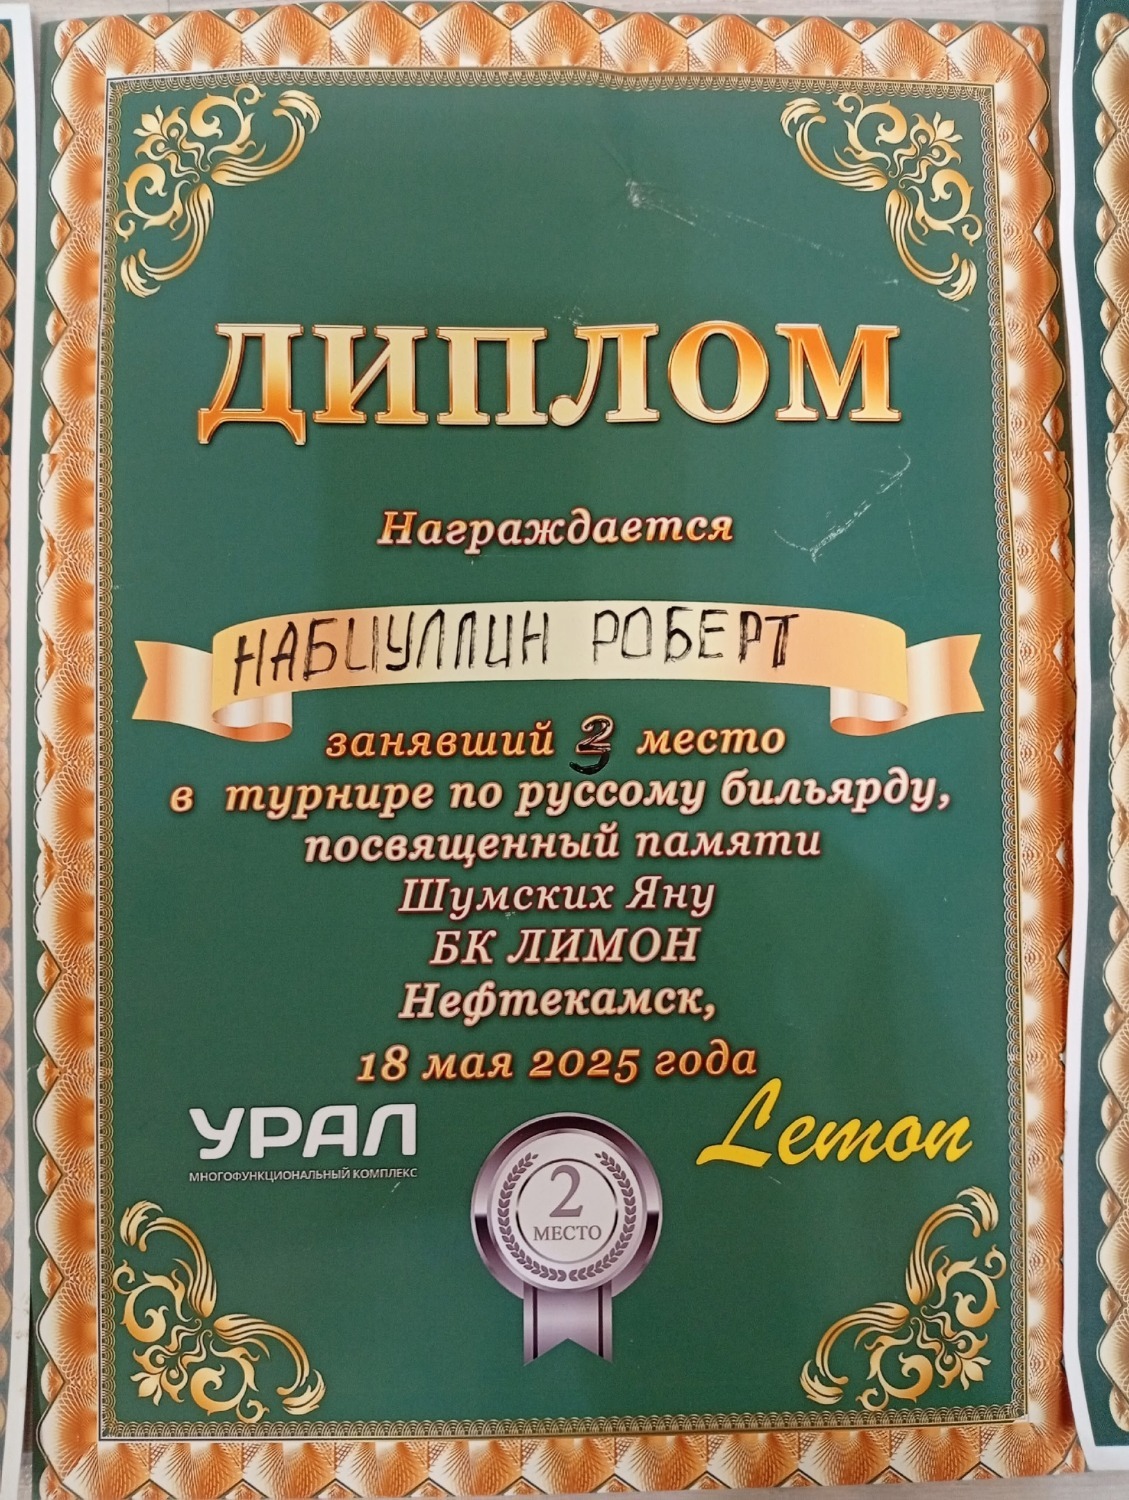 ДИПЛОМ
Награждается
НАБИУЛЛИН РОБЕРТ
занявший 3 место
в турнире по руссому бильярду,
посвященный памяти
Шумских Яну
БК ЛИМОН
Нефтекамск,
18 мая 2025 года
УРАЛ
МНОГОФУНКЦИОНАЛЬНЫЙ КОМПЛЕКС
Lemon
2
МЕСТО